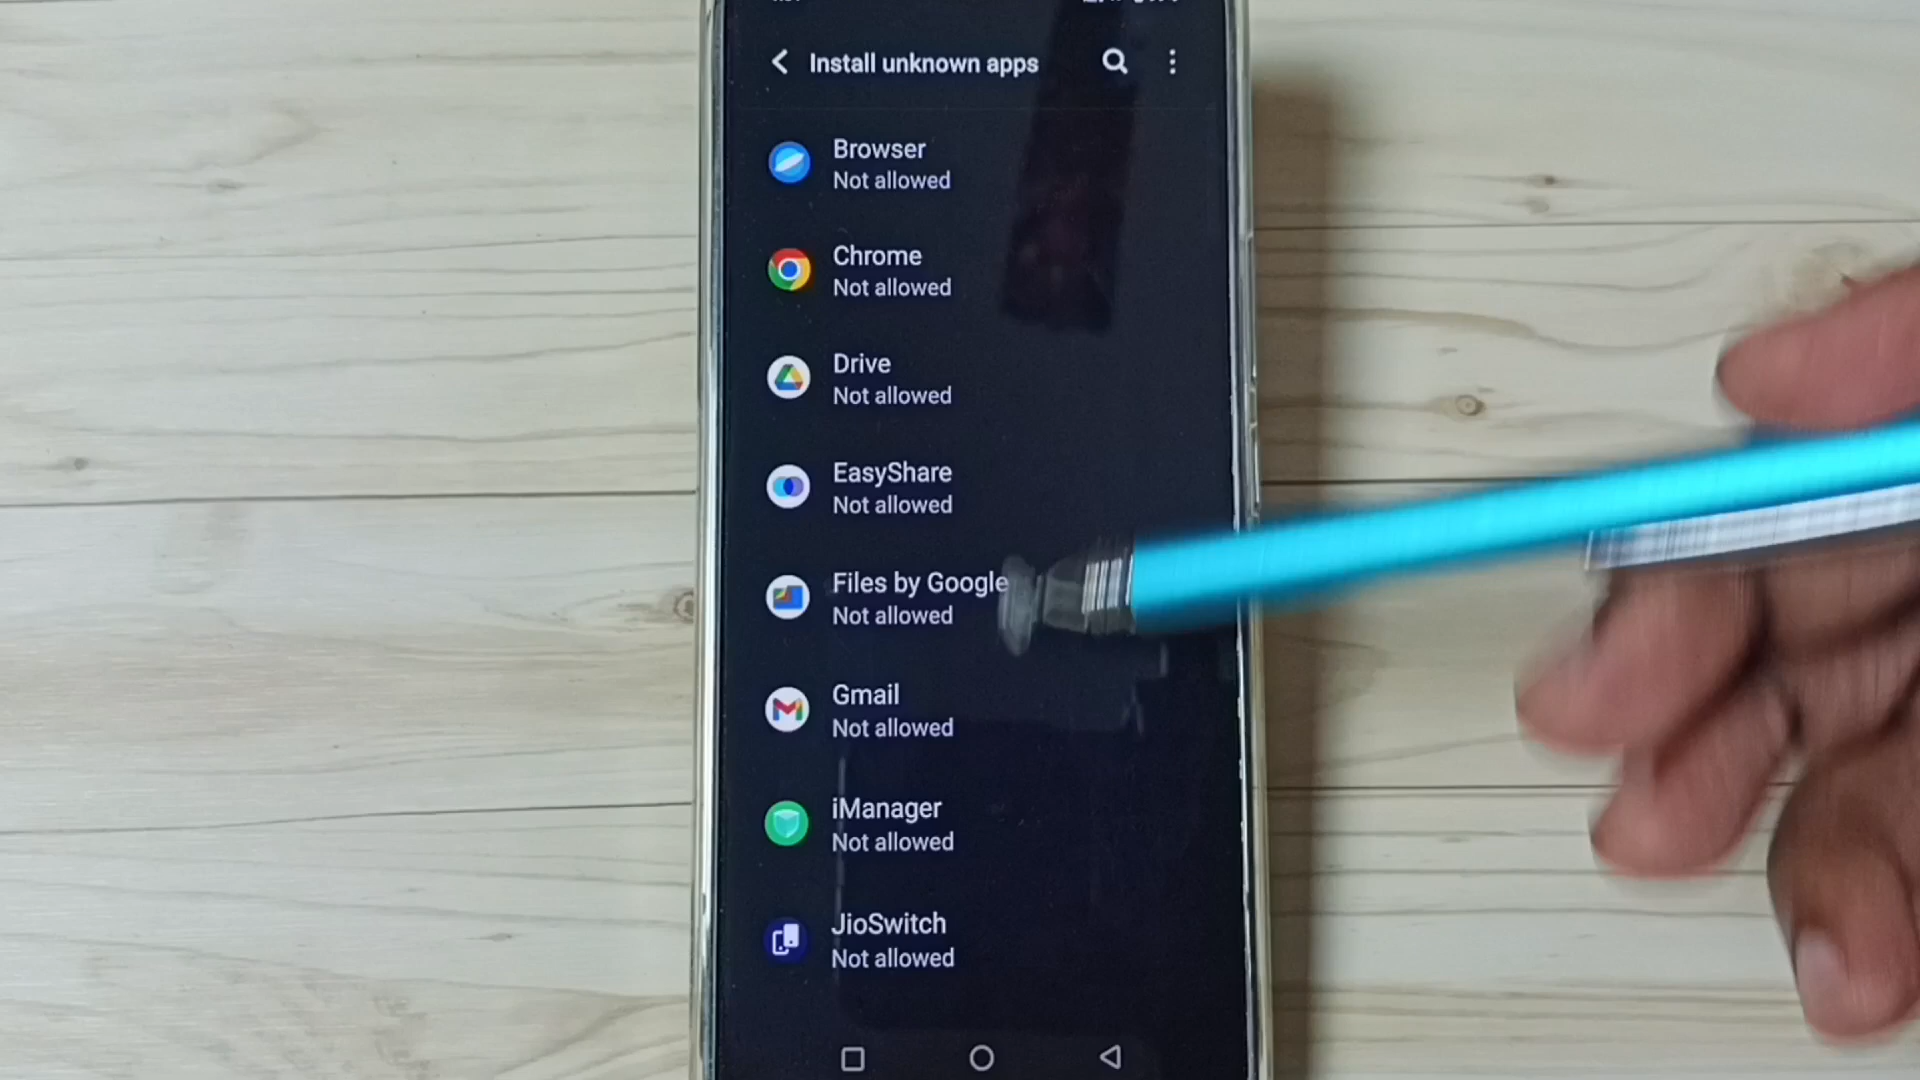 Install unknown apps
Browser
Not allowed
Chrome
Not allowed
Drive
Not allowed
EasyShare
Not allowed
Files by Google
Not allowed
Gmail
Not allowed
iManager
Not allowed
JioSwitch
Not allowed